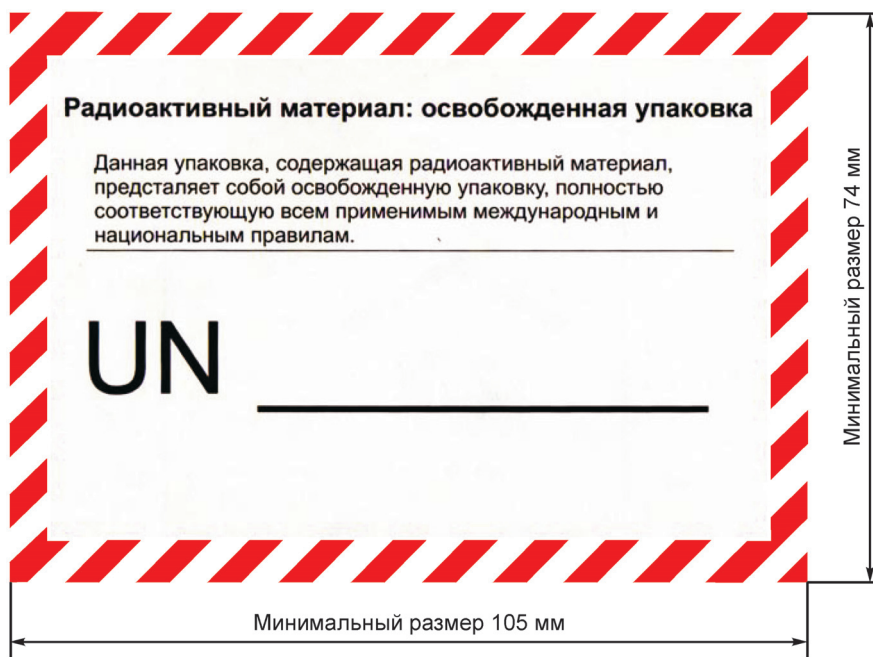 Радиоактивный материал: освобожденная упаковка
Данная упаковка, содержащая радиоактивный материал,
предсталяет собой освобожденную упаковку, полностью
соответствующую всем применимым международным и
национальным правилам.
UN
Минимальный размер 74 мм
Минимальный размер 105 мм